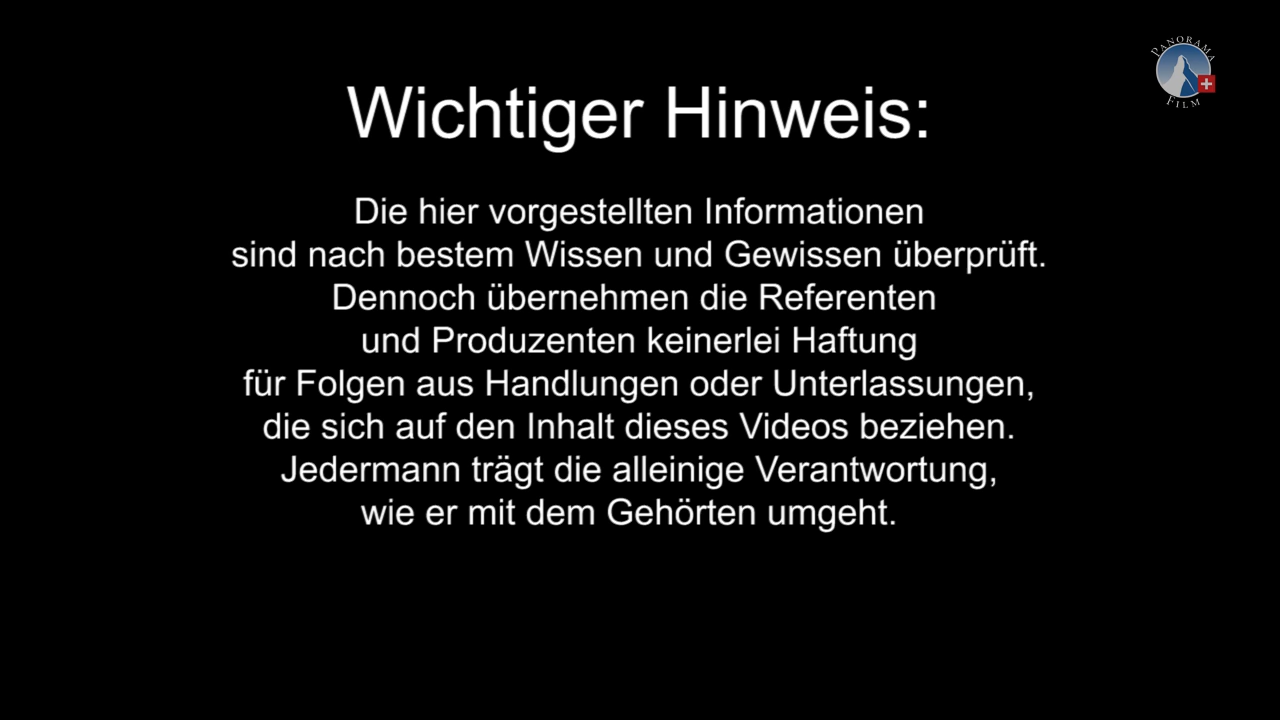 PANORAMA
FILM
Wichtiger Hinweis:
Die hier vorgestellten Informationen
sind nach bestem Wissen und Gewissen überprüft.
Dennoch übernehmen die Referenten
und Produzenten keinerlei Haftung
für Folgen aus Handlungen oder Unterlassungen,
die sich auf den Inhalt dieses Videos beziehen.
Jedermann trägt die alleinige Verantwortung,
wie er mit dem Gehörten umgeht.